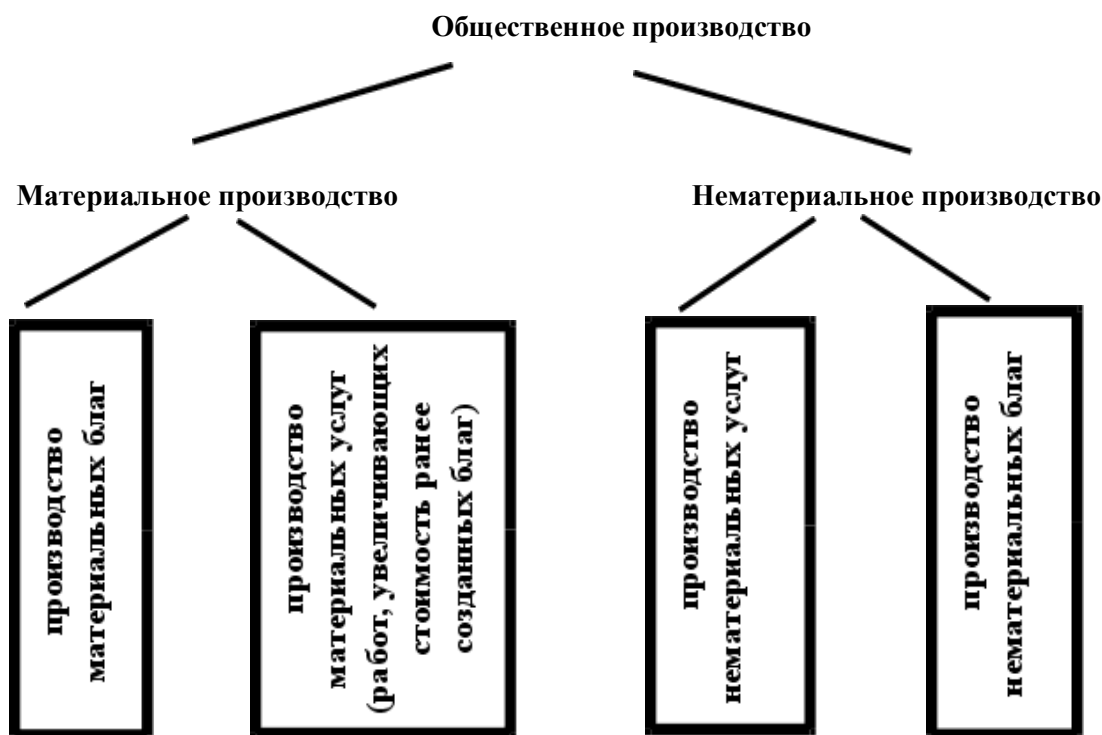 Общественное производство
Материальное производство
Нематериальное производство
производство
материальных благ
производство
материальных услуг
(работ, увеличивающих
стоимость ранее
созданных благ)
производство
нематериальных услуг
производство
нематериальных благ